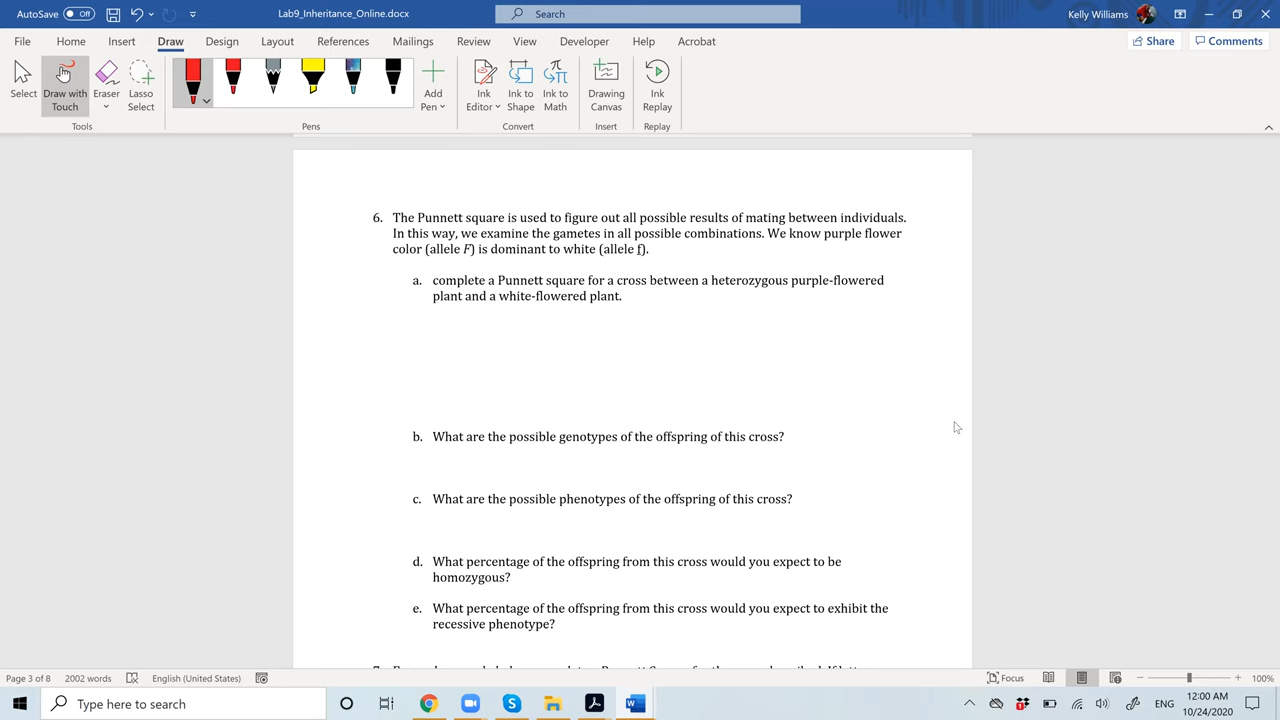 AutoSave Off Lab9_Inheritance_Online.docx Search Kelly Williams
File Home Insert Draw Design Layout References Mailings Review View Developer Help Acrobat Share Comments
Select Draw with Touch Eraser Lasso Select Add Pen Ink Editor Ink to Shape Ink to Math Drawing Canvas Ink Replay
Tools Pens Convert Insert Replay
6. The Punnett square is used to figure out all possible results of mating between individuals.
In this way, we examine the gametes in all possible combinations. We know purple flower
color (allele F) is dominant to white (allele f).
a. complete a Punnett square for a cross between a heterozygous purple-flowered
plant and a white-flowered plant.
b. What are the possible genotypes of the offspring of this cross?
c. What are the possible phenotypes of the offspring of this cross?
d. What percentage of the offspring from this cross would you expect to be
homozygous?
e. What percentage of the offspring from this cross would you expect to exhibit the
recessive phenotype?
Page 3 of 8 2002 words English (United States) Focus 100%
Type here to search ENG 12:00 AM
10/24/2020